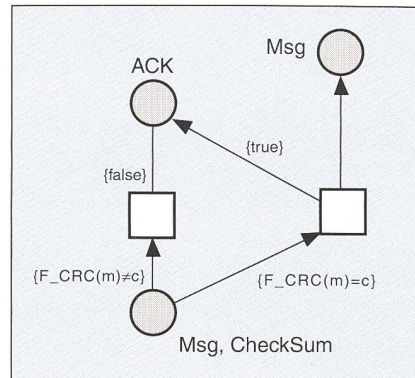 Msg
ACK
{true}
{false}
{F_CRC(m)≠c}
{F_CRC(m)=c}
Msg, CheckSum